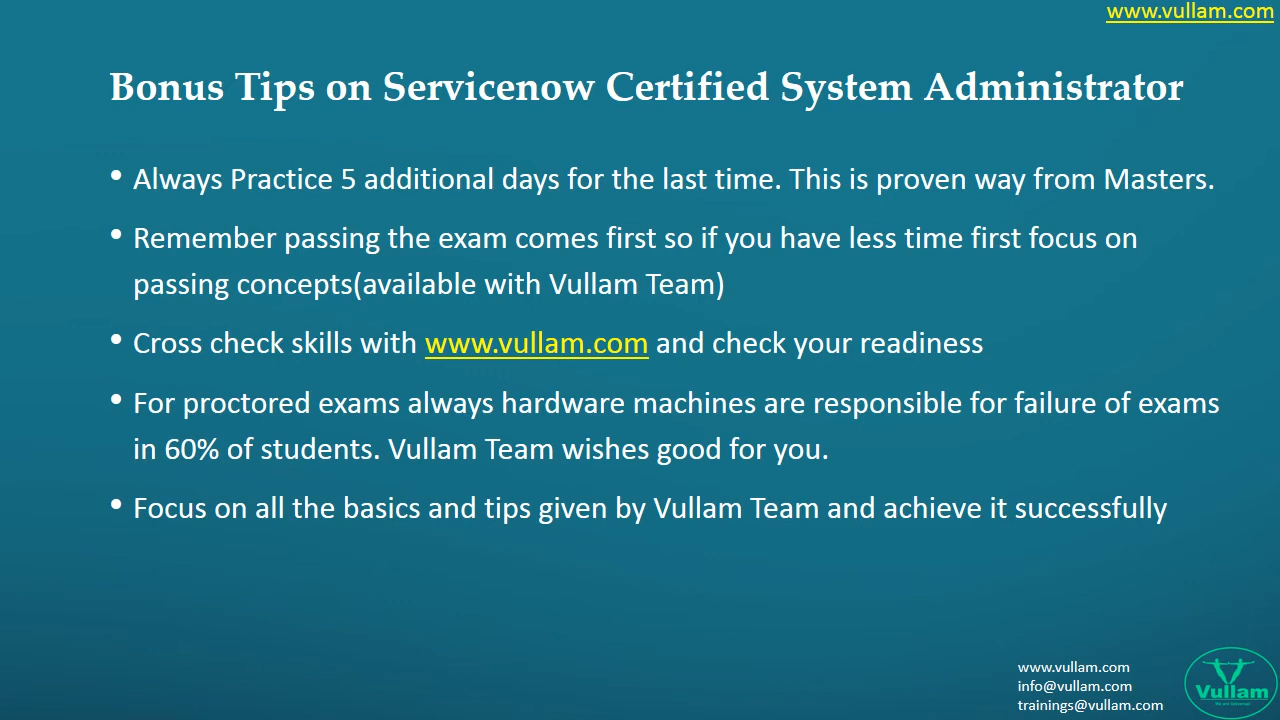 www.vullam.com
Bonus Tips on Servicenow Certified System Administrator
• Always Practice 5 additional days for the last time. This is proven way from Masters.
• Remember passing the exam comes first so if you have less time first focus on
passing concepts(available with Vullam Team)
• Cross check skills with www.vullam.com and check your readiness
• For proctored exams always hardware machines are responsible for failure of exams
in 60% of students. Vullam Team wishes good for you.
• Focus on all the basics and tips given by Vullam Team and achieve it successfully
www.vullam.com
info@vullam.com
trainings@vullam.com
Vullam